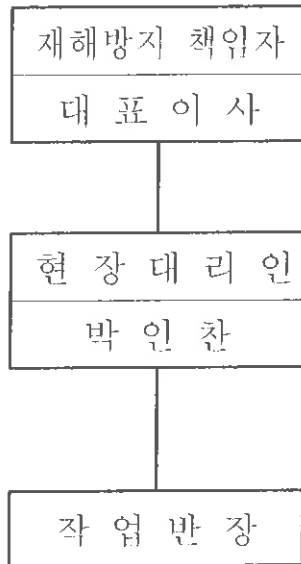 재해방지 책임자
대 표 이 사
현 장 대 리 인
박 인 찬
작 업 반 장